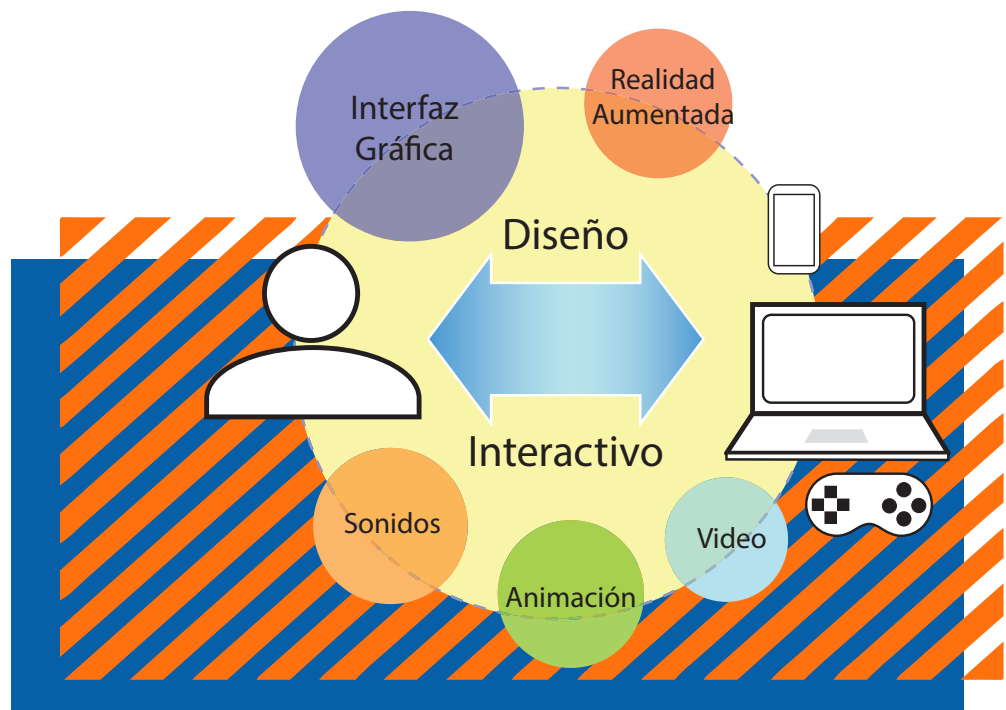 Interfaz
Gráfica
Realidad
Aumentada
Diseño
Interactivo
Sonidos
Video
Animación